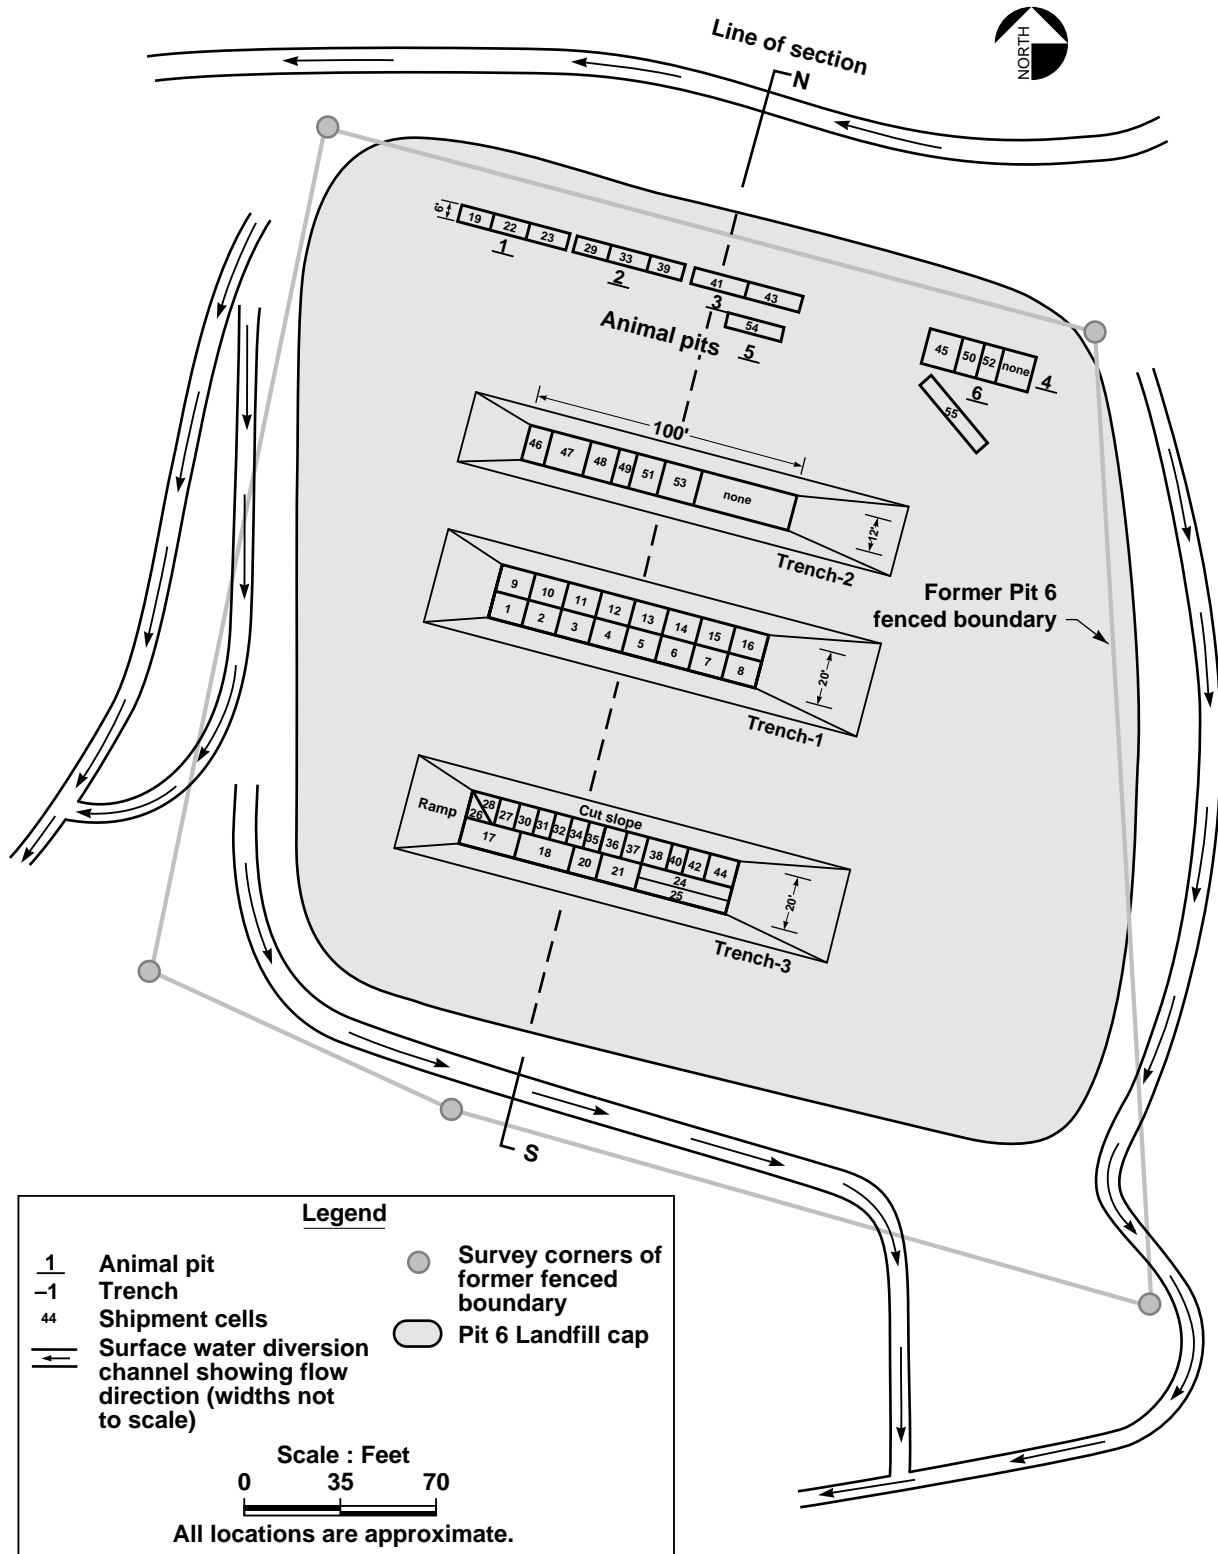 Line of section
NORTH
N
6'
19 22 23 29 33 39 41 43
1
2
3
54
Animal pits
5
45 50 52 none
4
6
55
100'
46 47 48 49 51 53 none
12'
Trench-2
9 10 11 12 13 14 15 16
1 2 3 4 5 6 7 8
20'
Trench-1
Former Pit 6
fenced boundary
Ramp
Cut slope
28 26 27 30 31 32 34 35 36 37 38 40 42 44
17 18 20 21 24
25
20'
Trench-3
S
Legend
1 Animal pit
–1 Trench
44 Shipment cells
Surface water diversion
channel showing flow
direction (widths not
to scale)
Survey corners of
former fenced
boundary
Pit 6 Landfill cap
Scale : Feet
0 35 70
All locations are approximate.